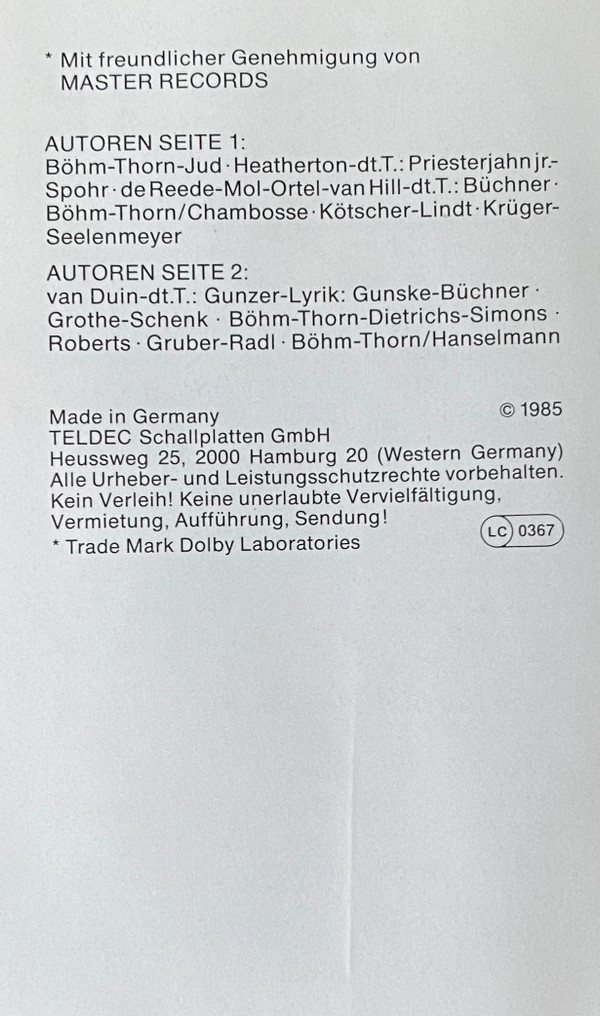 * Mit freundlicher Genehmigung von
MASTER RECORDS
AUTOREN SEITE 1:
Böhm-Thorn-Jud · Heatherton-dt.T.: Priesterjahn jr.-
Spohr · de Reede-Mol-Ortel-van Hill-dt.T.: Büchner ·
Böhm-Thorn/Chambosse · Kötscher-Lindt · Krüger-
Seelenmeyer
AUTOREN SEITE 2:
van Duin-dt.T.: Gunzer-Lyrik: Gunske-Büchner ·
Grothe-Schenk · Böhm-Thorn-Dietrichs-Simons ·
Roberts · Gruber-Radl · Böhm-Thorn/Hanselmann
Made in Germany © 1985
TELDEC Schallplatten GmbH
Heussweg 25, 2000 Hamburg 20 (Western Germany)
Alle Urheber- und Leistungsschutzrechte vorbehalten.
Kein Verleih! Keine unerlaubte Vervielfältigung,
Vermietung, Aufführung, Sendung!
* Trade Mark Dolby Laboratories LC 0367